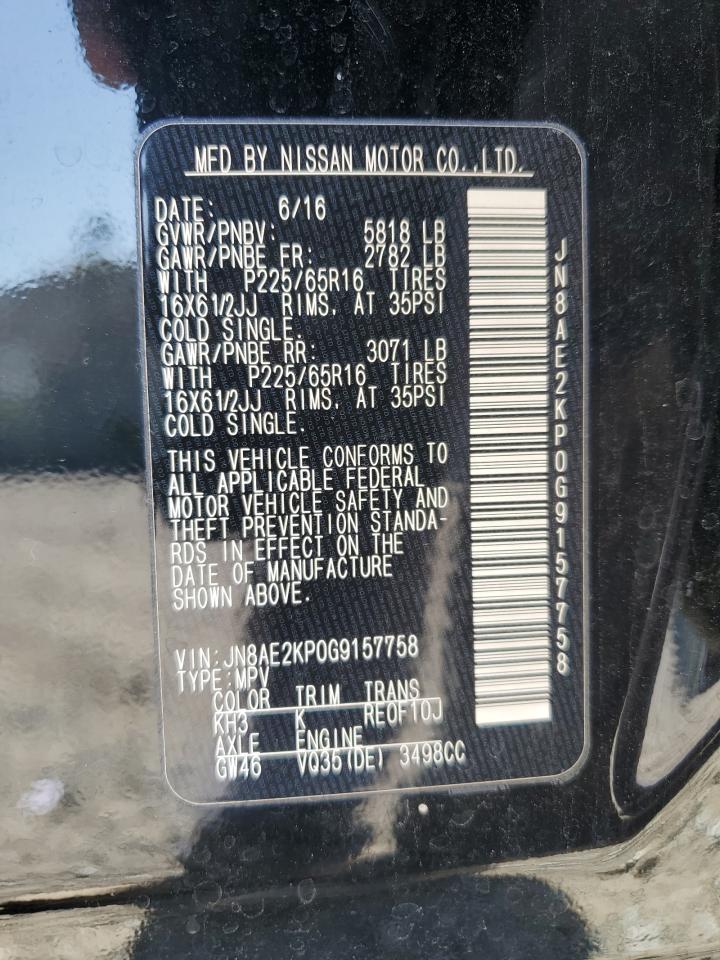 MFD BY NISSAN MOTOR CO.,LTD.
DATE: 6/16
GVWR/PNBV: 5818 LB
GAWR/PNBE FR: 2782 LB
WITH P225/65R16 TIRES
16X61/2JJ RIMS, AT 35PSI
COLD SINGLE.
GAWR/PNBE RR: 3071 LB
WITH P225/65R16 TIRES
16X61/2JJ RIMS, AT 35PSI
COLD SINGLE.
THIS VEHICLE CONFORMS TO
ALL APPLICABLE FEDERAL
MOTOR VEHICLE SAFETY AND
THEFT PREVENTION STANDA-
RDS IN EFFECT ON THE
DATE OF MANUFACTURE
SHOWN ABOVE.
VIN:JN8AE2KP0G9157758
TYPE:MPV
COLOR TRIM TRANS
KH3 K RE0F10J
AXLE ENGINE
GW46 VQ35(DE) 3498CC
JN8AE2KP0G9157758